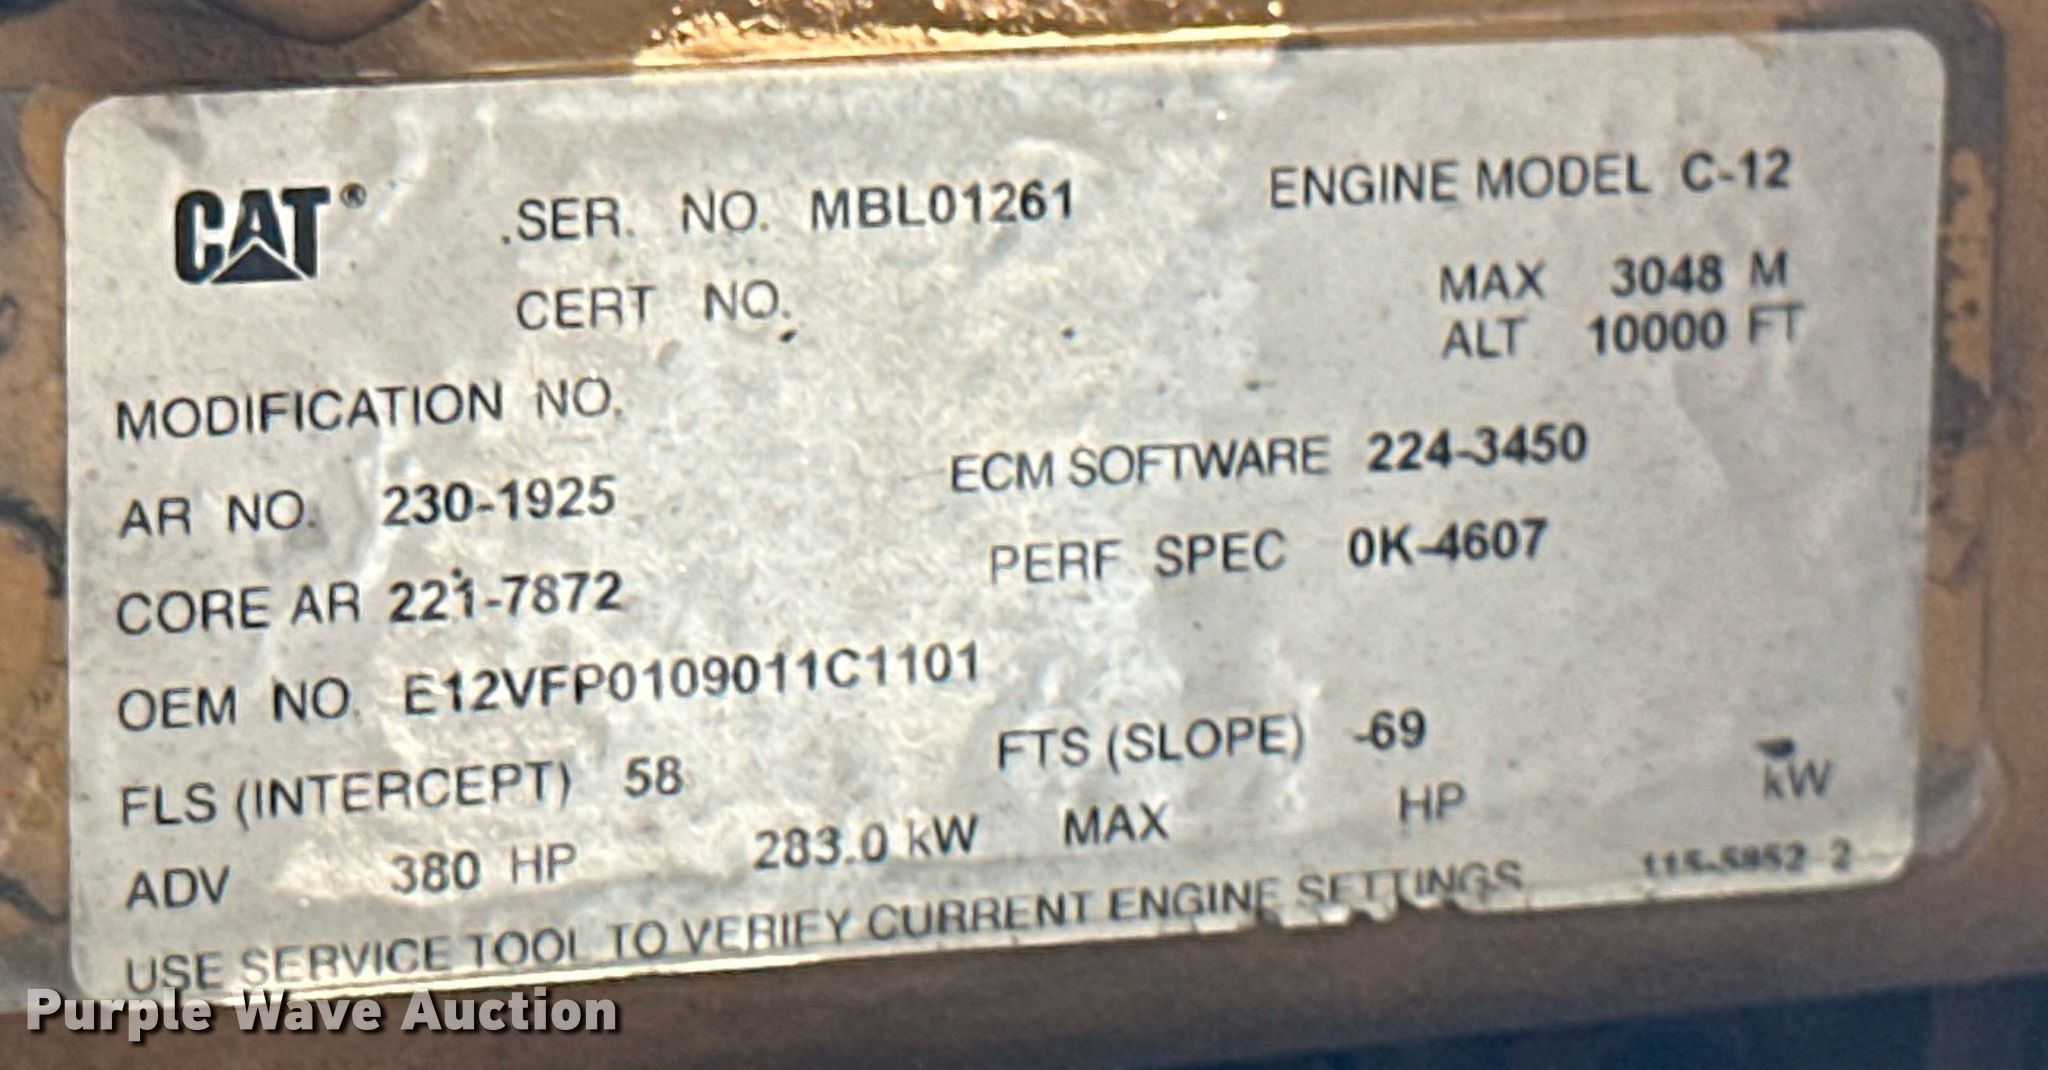 CAT® SER. NO. MBL01261 ENGINE MODEL C-12
CERT NO. MAX 3048 M
ALT 10000 FT
MODIFICATION NO.
AR NO. 230-1925 ECM SOFTWARE 224-3450
CORE AR 221-7872 PERF SPEC 0K-4607
OEM NO. E12VFP0109011C1101
FLS (INTERCEPT) 58 FTS (SLOPE) -69
ADV 380 HP 283.0 kW MAX HP kW
USE SERVICE TOOL TO VERIFY CURRENT ENGINE SETTINGS 115-5852 2
Purple Wave Auction